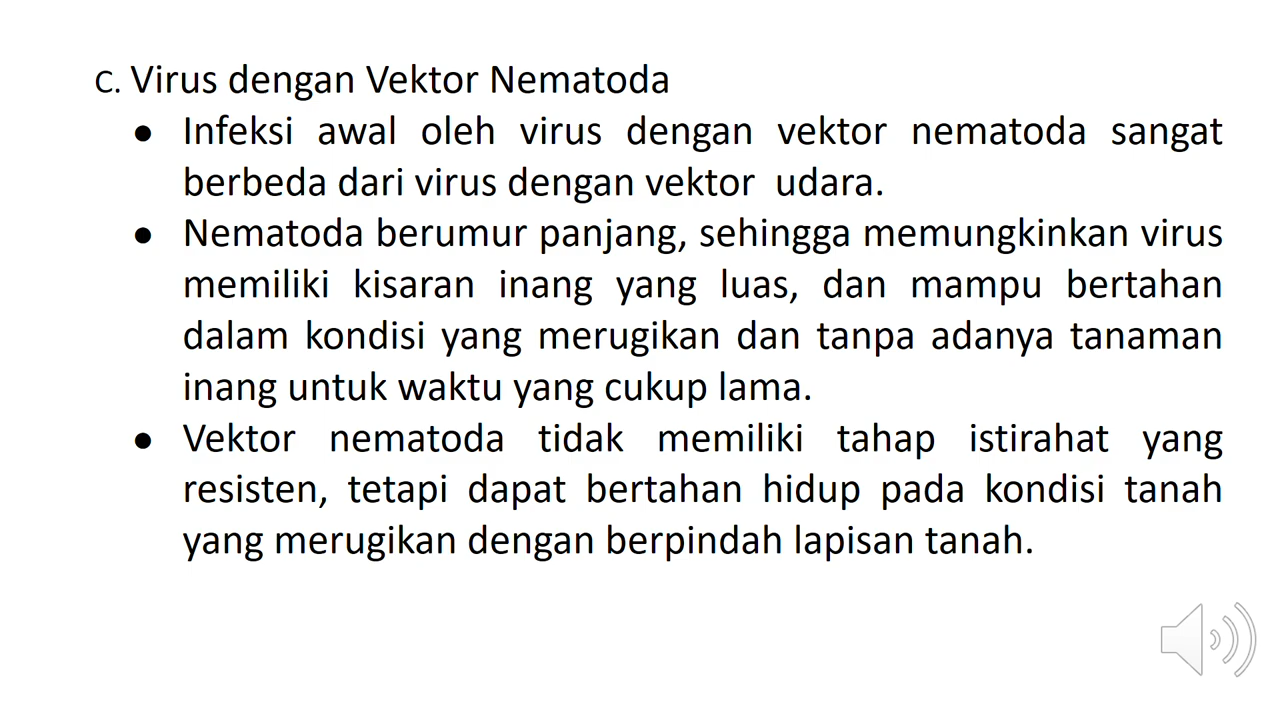 C. Virus dengan Vektor Nematoda
● Infeksi awal oleh virus dengan vektor nematoda sangat
berbeda dari virus dengan vektor udara.
● Nematoda berumur panjang, sehingga memungkinkan virus
memiliki kisaran inang yang luas, dan mampu bertahan
dalam kondisi yang merugikan dan tanpa adanya tanaman
inang untuk waktu yang cukup lama.
● Vektor nematoda tidak memiliki tahap istirahat yang
resisten, tetapi dapat bertahan hidup pada kondisi tanah
yang merugikan dengan berpindah lapisan tanah.